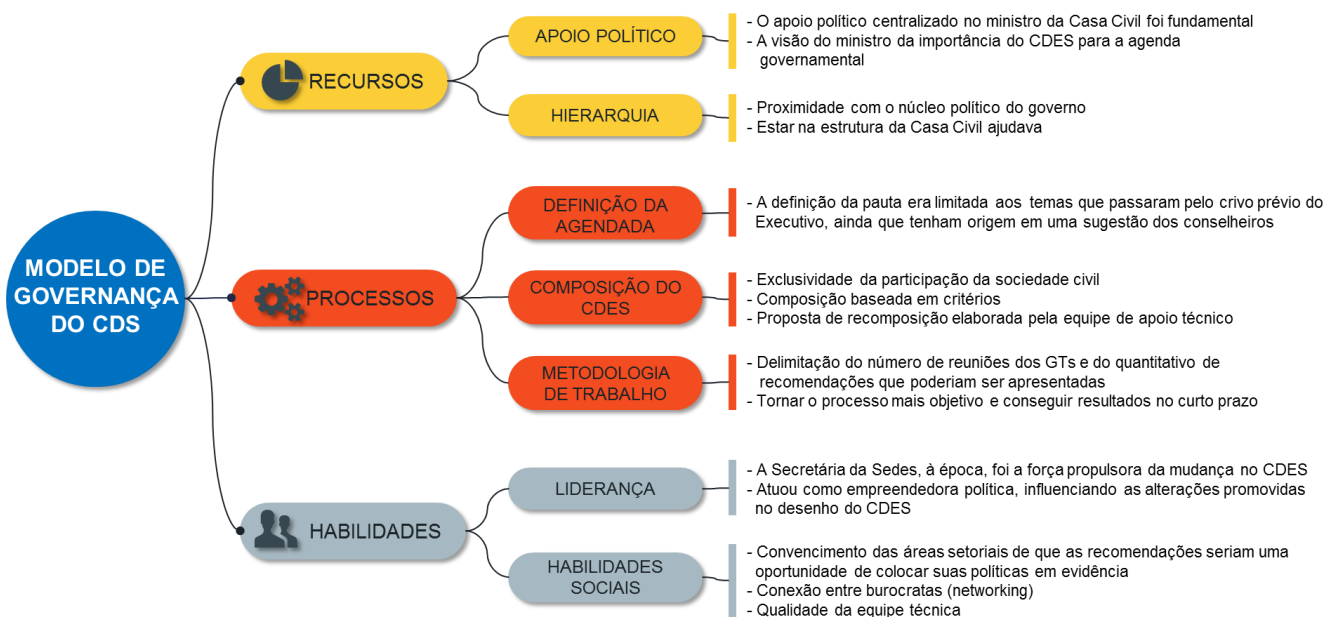 MODELO DE
GOVERNANÇA
DO CDS
RECURSOS
APOIO POLÍTICO
- O apoio político centralizado no ministro da Casa Civil foi fundamental
- A visão do ministro da importância do CDES para a agenda
governamental
HIERARQUIA
- Proximidade com o núcleo político do governo
- Estar na estrutura da Casa Civil ajudava
PROCESSOS
DEFINIÇÃO DA
AGENDADA
- A definição da pauta era limitada aos temas que passaram pelo crivo prévio do
Executivo, ainda que tenham origem em uma sugestão dos conselheiros
COMPOSIÇÃO DO
CDES
- Exclusividade da participação da sociedade civil
- Composição baseada em critérios
- Proposta de recomposição elaborada pela equipe de apoio técnico
METODOLOGIA
DE TRABALHO
- Delimitação do número de reuniões dos GTs e do quantitativo de
recomendações que poderiam ser apresentadas
- Tornar o processo mais objetivo e conseguir resultados no curto prazo
HABILIDADES
LIDERANÇA
- A Secretária da Sedes, à época, foi a força propulsora da mudança no CDES
- Atuou como empreendedora política, influenciando as alterações promovidas
no desenho do CDES
HABILIDADES
SOCIAIS
- Convencimento das áreas setoriais de que as recomendações seriam uma
oportunidade de colocar suas políticas em evidência
- Conexão entre burocratas (networking)
- Qualidade da equipe técnica